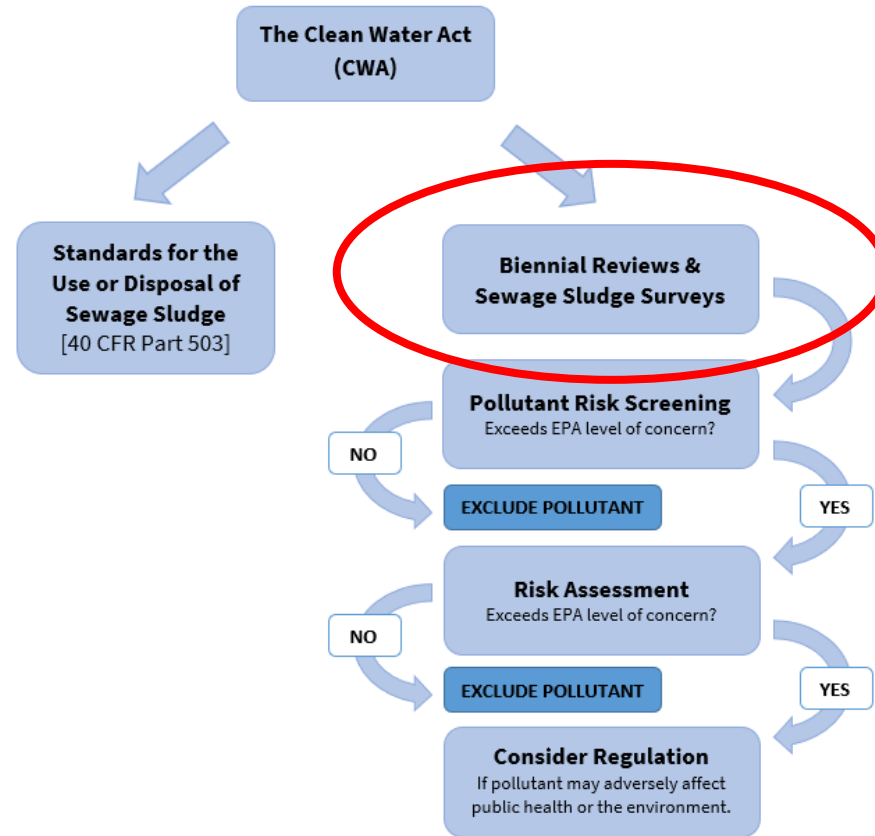 The Clean Water Act
(CWA)
Standards for the
Use or Disposal of
Sewage Sludge
[40 CFR Part 503]
Biennial Reviews &
Sewage Sludge Surveys
Pollutant Risk Screening
Exceeds EPA level of concern?
NO
EXCLUDE POLLUTANT
YES
Risk Assessment
Exceeds EPA level of concern?
NO
EXCLUDE POLLUTANT
YES
Consider Regulation
If pollutant may adversely affect
public health or the environment.